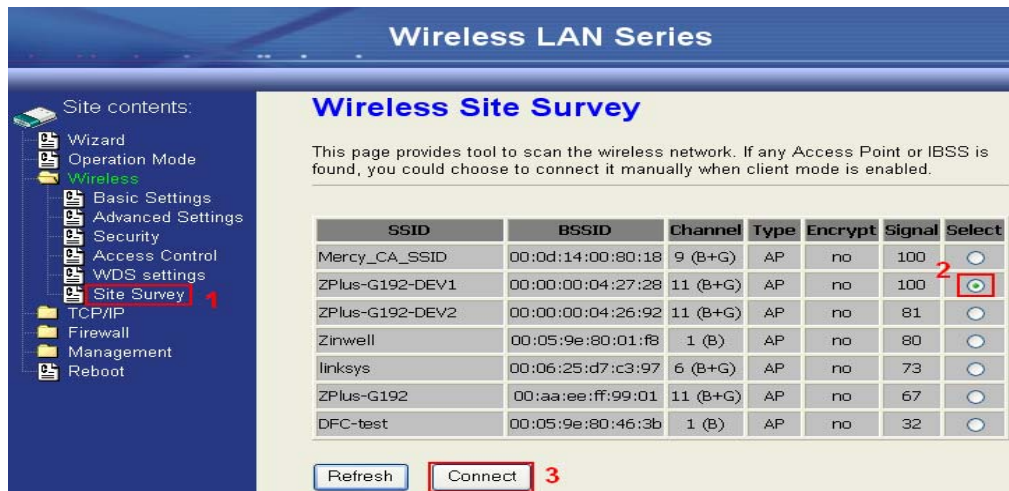 Wireless LAN Series
Site contents:
Wizard
Operation Mode
Wireless
Basic Settings
Advanced Settings
Security
Access Control
WDS settings
Site Survey 1
TCP/IP
Firewall
Management
Reboot
Wireless Site Survey
This page provides tool to scan the wireless network. If any Access Point or IBSS is
found, you could choose to connect it manually when client mode is enabled.
SSID BSSID Channel Type Encrypt Signal Select
Mercy_CA_SSID 00:0d:14:00:80:18 9 (B+G) AP no 100
2
ZPlus-G192-DEV1 00:00:00:04:27:28 11 (B+G) AP no 100
ZPlus-G192-DEV2 00:00:00:04:26:92 11 (B+G) AP no 81
Zinwell 00:05:9e:80:01:f8 1 (B) AP no 80
linksys 00:06:25:d7:c3:97 6 (B+G) AP no 73
ZPlus-G192 00:aa:ee:ff:99:01 11 (B+G) AP no 67
DFC-test 00:05:9e:80:46:3b 1 (B) AP no 32
Refresh Connect 3